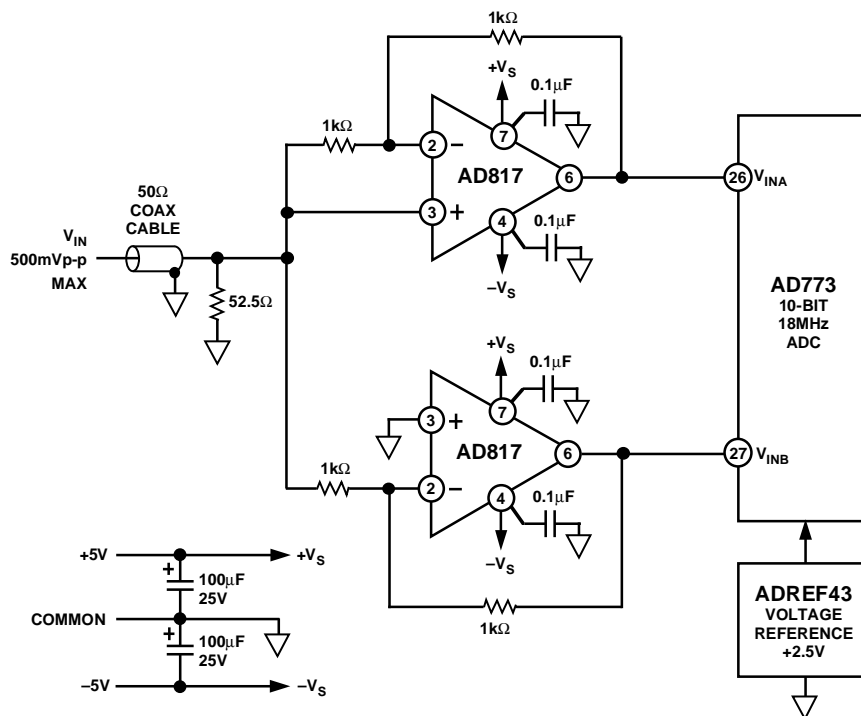 1kΩ
+VS
0.1µF
1kΩ
2
–
7
AD817
6
3
+
4
0.1µF
–VS
50Ω
COAX
CABLE
VIN
500mVp-p
MAX
52.5Ω
26
VINA
AD773
10-BIT
18MHz
ADC
+VS
0.1µF
3
+
7
AD817
6
1kΩ
2
–
4
0.1µF
–VS
27
VINB
1kΩ
+5V
+VS
+
100µF
25V
COMMON
+
100µF
25V
–5V
–VS
ADREF43
VOLTAGE
REFERENCE
+2.5V